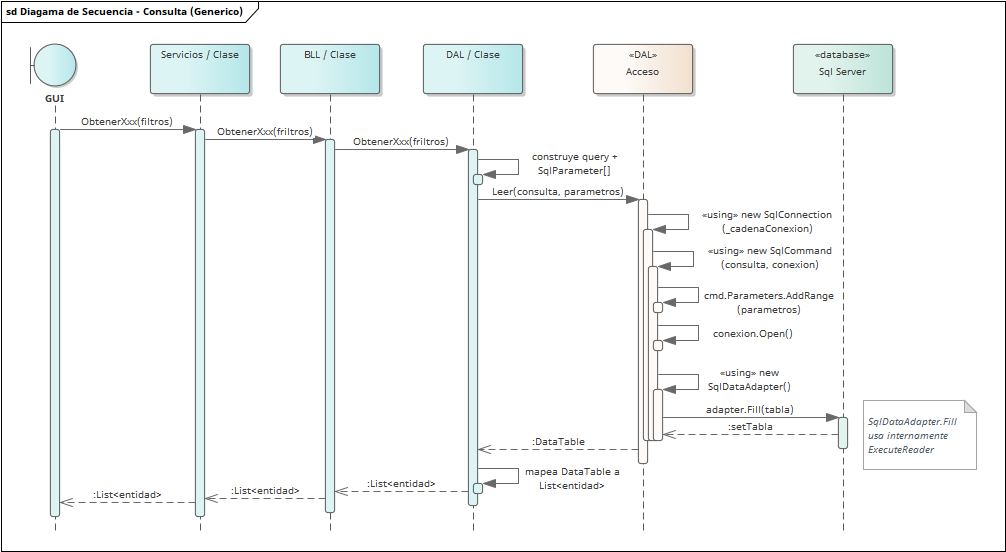 sd Diagama de Secuencia - Consulta (Generico)
Servicios / Clase
BLL / Clase
DAL / Clase
«DAL»
Acceso
«database»
Sql Server
GUI
ObtenerXxx(filtros)
ObtenerXxx(friltros)
ObtenerXxx(friltros)
construye query +
SqlParameter[]
Leer(consulta, parametros)
«using» new SqlConnection
(_cadenaConexion)
«using» new SqlCommand
(consulta, conexion)
cmd.Parameters.AddRange
(parametros)
conexion.Open()
«using» new
SqlDataAdapter()
adapter.Fill(tabla)
:setTabla
SqlDataAdapter.Fill
usa internamente
ExecuteReader
:DataTable
mapea DataTable a
List<entidad>
:List<entidad>
:List<entidad>
:List<entidad>